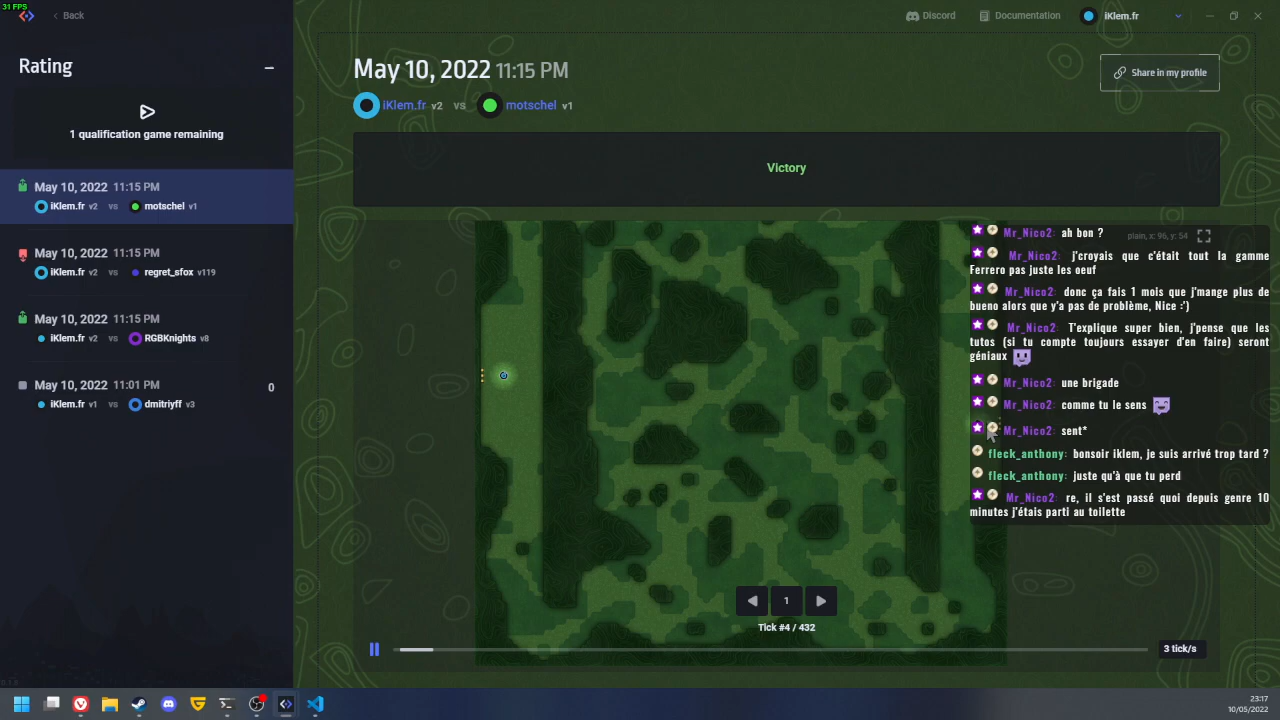 31 FPS
Back
Discord
Documentation
iKlem.fr
Rating
1 qualification game remaining
May 10, 2022 11:15 PM
iKlem.fr v2 vs motschel v1
May 10, 2022 11:15 PM
iKlem.fr v2 vs regret_sfox v119
May 10, 2022 11:15 PM
iKlem.fr v2 vs RGBKnights v8
May 10, 2022 11:01 PM 0
iKlem.fr v1 vs dmitriyff v3
May 10, 2022 11:15 PM
iKlem.fr v2 vs motschel v1
Share in my profile
Victory
plain, x: 96, y: 54
Mr_Nico2: ah bon ?
Mr_Nico2: j'croyais que c'était tout la gamme
Ferrero pas juste les oeuf
Mr_Nico2: donc ça fais 1 mois que j'mange plus de
bueno alors que y'a pas de problème, Nice :')
Mr_Nico2: T'explique super bien, j'pense que les
tutos (si tu compte toujours essayer d'en faire) seront
géniaux
Mr_Nico2: une brigade
Mr_Nico2: comme tu le sens
Mr_Nico2: sent*
fleck_anthony: bonsoir iklem, je suis arrivé trop tard ?
fleck_anthony: juste qu'à que tu perd
Mr_Nico2: re, il s'est passé quoi depuis genre 10
minutes j'étais parti au toilette
1
Tick #4 / 432
3 tick/s
23:17
10/05/2022